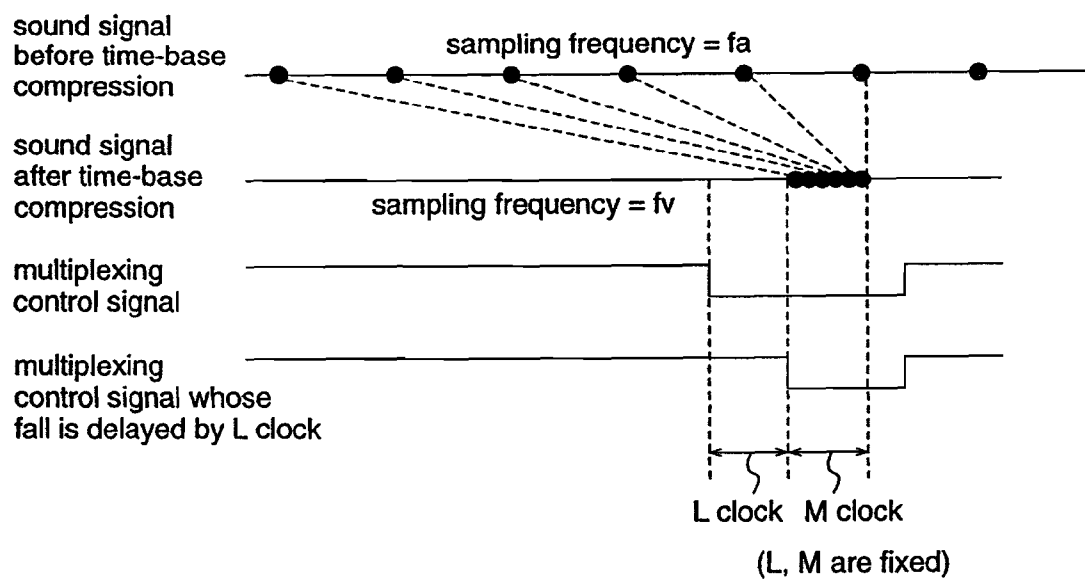 sound signal
before time-base
compression
sampling frequency = fa
sound signal
after time-base
compression
sampling frequency = fv
multiplexing
control signal
multiplexing
control signal whose
fall is delayed by L clock
L clock
M clock
(L, M are fixed)